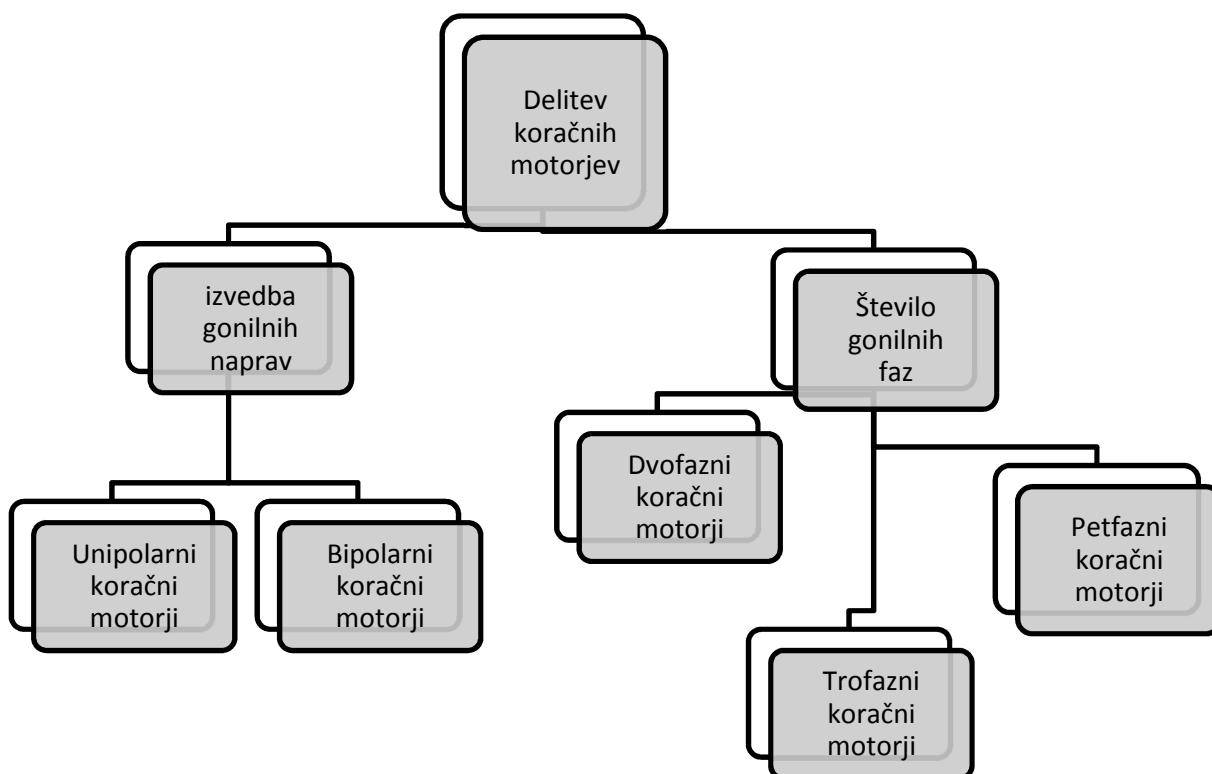 Delitev
koračnih
motorjev
izvedba
gonilnih
naprav
Število
gonilnih
faz
Unipolarni
koračni
motorji
Bipolarni
koračni
motorji
Dvofazni
koračni
motorji
Trofazni
koračni
motorji
Petfazni
koračni
motorji